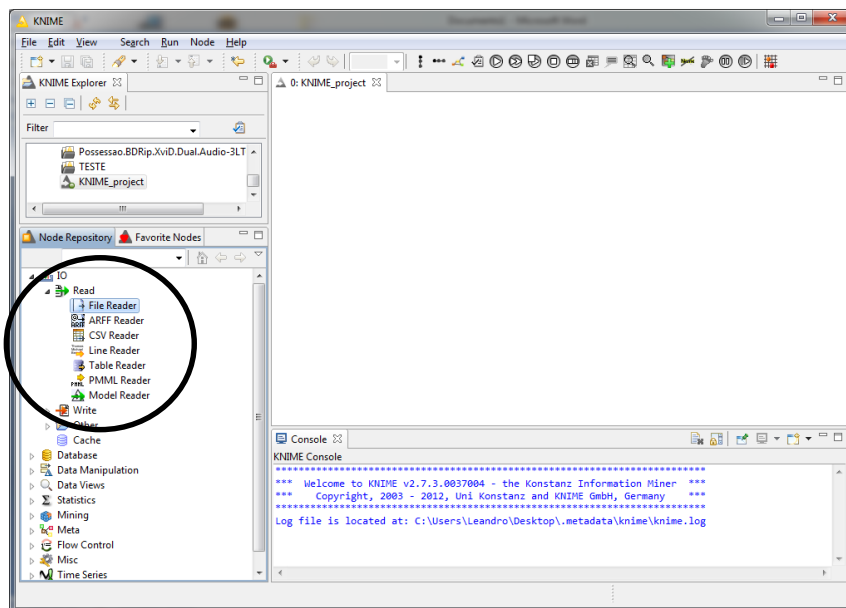 KNIME
Document1 - Microsoft Word
File Edit View Search Run Node Help
KNIME Explorer
0: KNIME_project
Filter
Possessao.BDRip.XviD.Dual.Audio-3LT
TESTE
KNIME_project
Node Repository Favorite Nodes
IO
Read
File Reader
ARFF Reader
CSV Reader
Line Reader
Table Reader
PMML Reader
Model Reader
Write
Other
Cache
Database
Data Manipulation
Data Views
Statistics
Mining
Meta
Flow Control
Misc
Time Series
Console
KNIME Console
***************************************************************************
*** Welcome to KNIME v2.7.3.0037004 - the Konstanz Information Miner ***
*** Copyright, 2003 - 2012, Uni Konstanz and KNIME GmbH, Germany ***
***************************************************************************
Log file is located at: C:\Users\Leandro\Desktop\.metadata\knime\knime.log